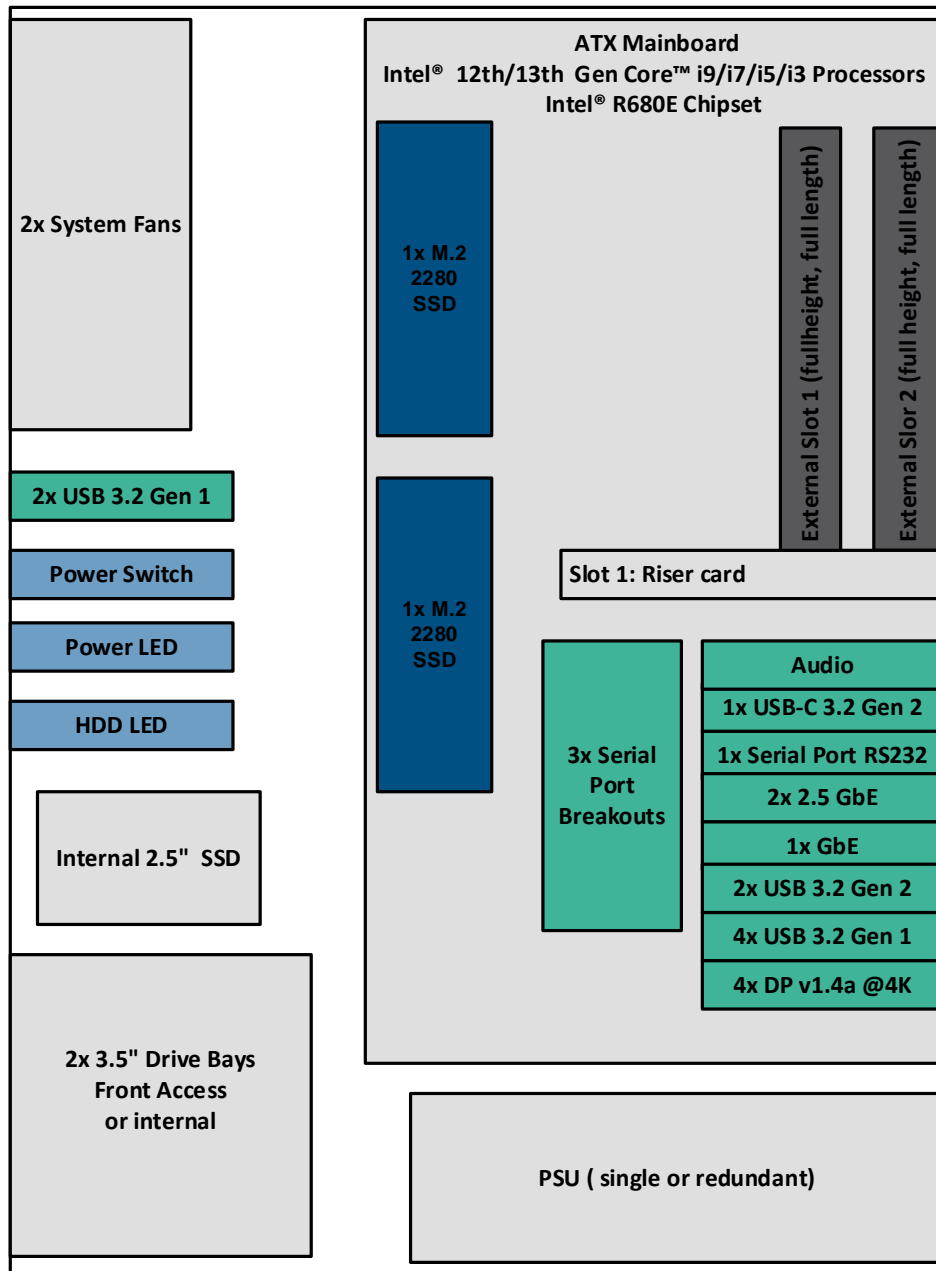 ATX Mainboard
Intel® 12th/13th Gen Core™ i9/i7/i5/i3 Processors
Intel® R680E Chipset
2x System Fans
1x M.2
2280
SSD
External Slot 1 (fullheight, full length)
External Slor 2 (full height, full length)
2x USB 3.2 Gen 1
Power Switch
Power LED
HDD LED
1x M.2
2280
SSD
Slot 1: Riser card
3x Serial
Port
Breakouts
Audio
1x USB-C 3.2 Gen 2
1x Serial Port RS232
2x 2.5 GbE
1x GbE
2x USB 3.2 Gen 2
4x USB 3.2 Gen 1
4x DP v1.4a @4K
Internal 2.5" SSD
2x 3.5" Drive Bays
Front Access
or internal
PSU ( single or redundant)